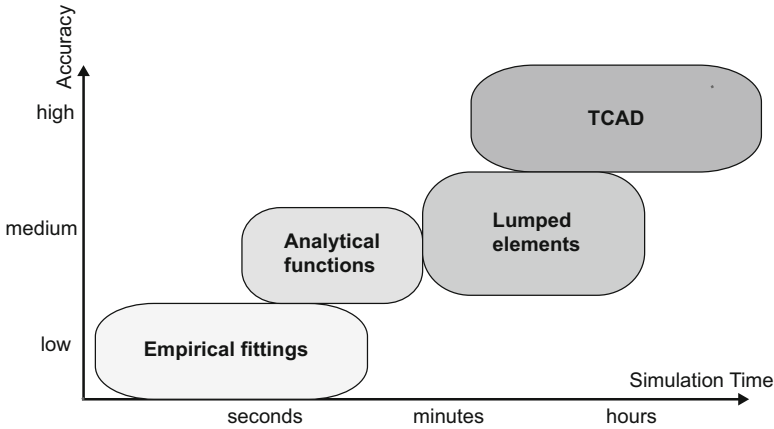 Accuracy
high
TCAD
medium
Lumped
elements
Analytical
functions
low
Empirical fittings
Simulation Time
seconds
minutes
hours